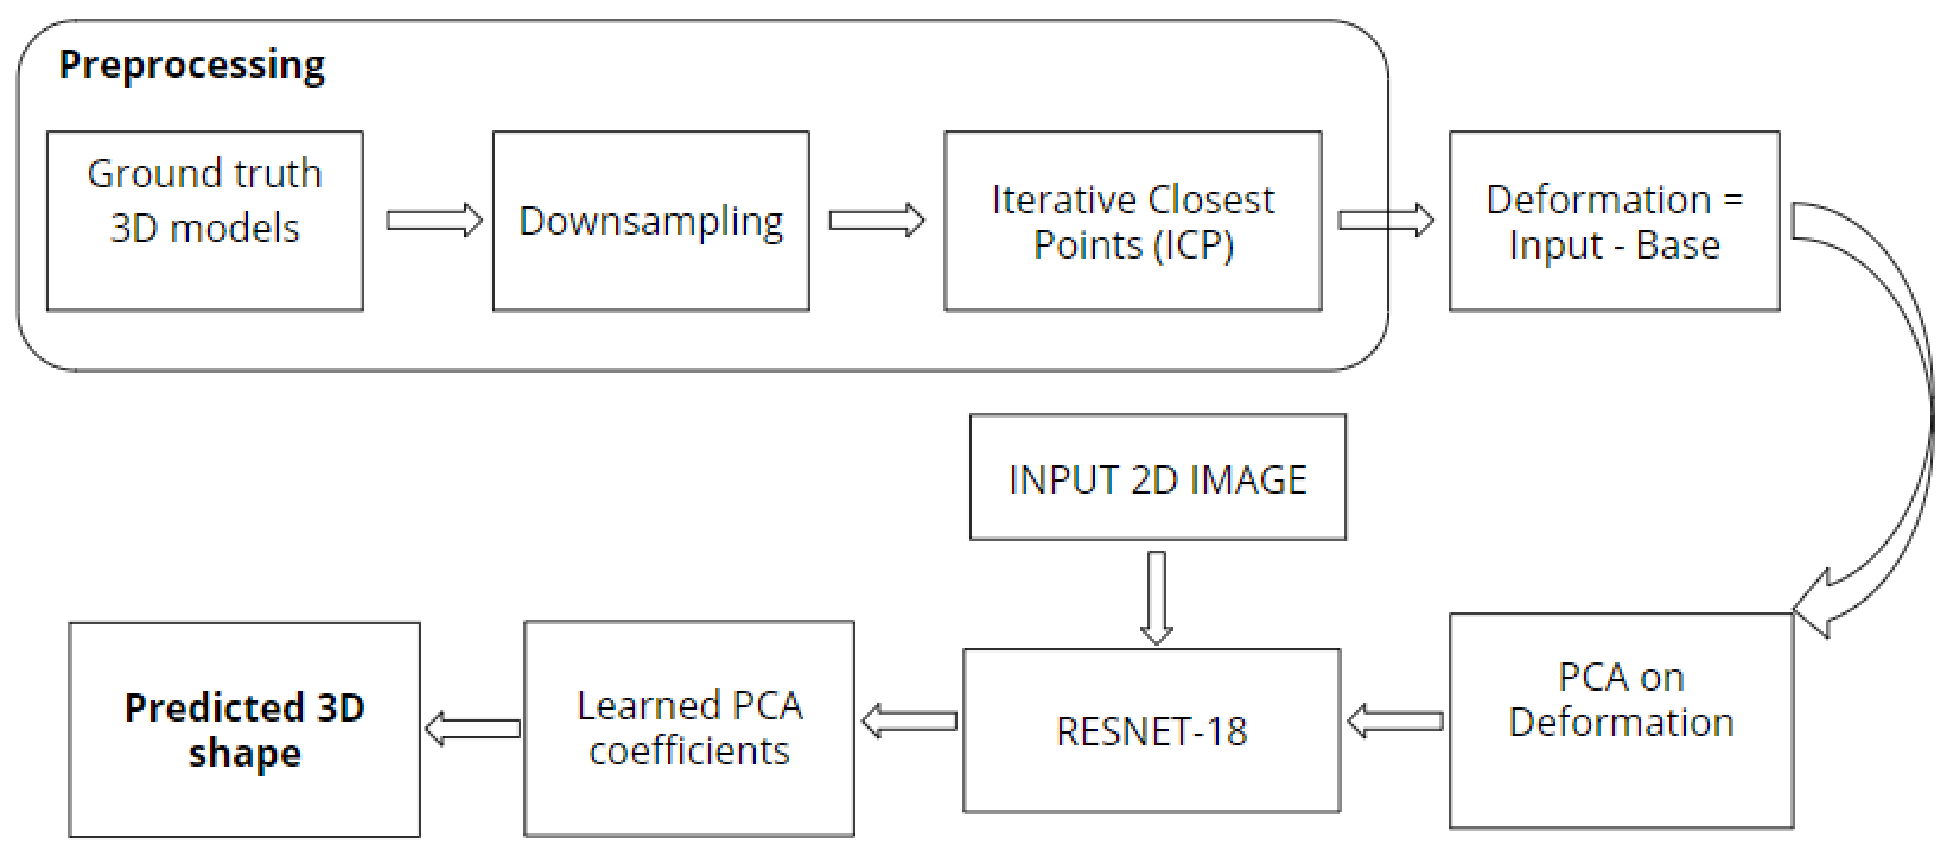 Preprocessing
Ground truth
3D models
Downsampling
Iterative Closest
Points (ICP)
Deformation =
Input - Base
INPUT 2D IMAGE
Predicted 3D
shape
Learned PCA
coefficients
RESNET-18
PCA on
Deformation